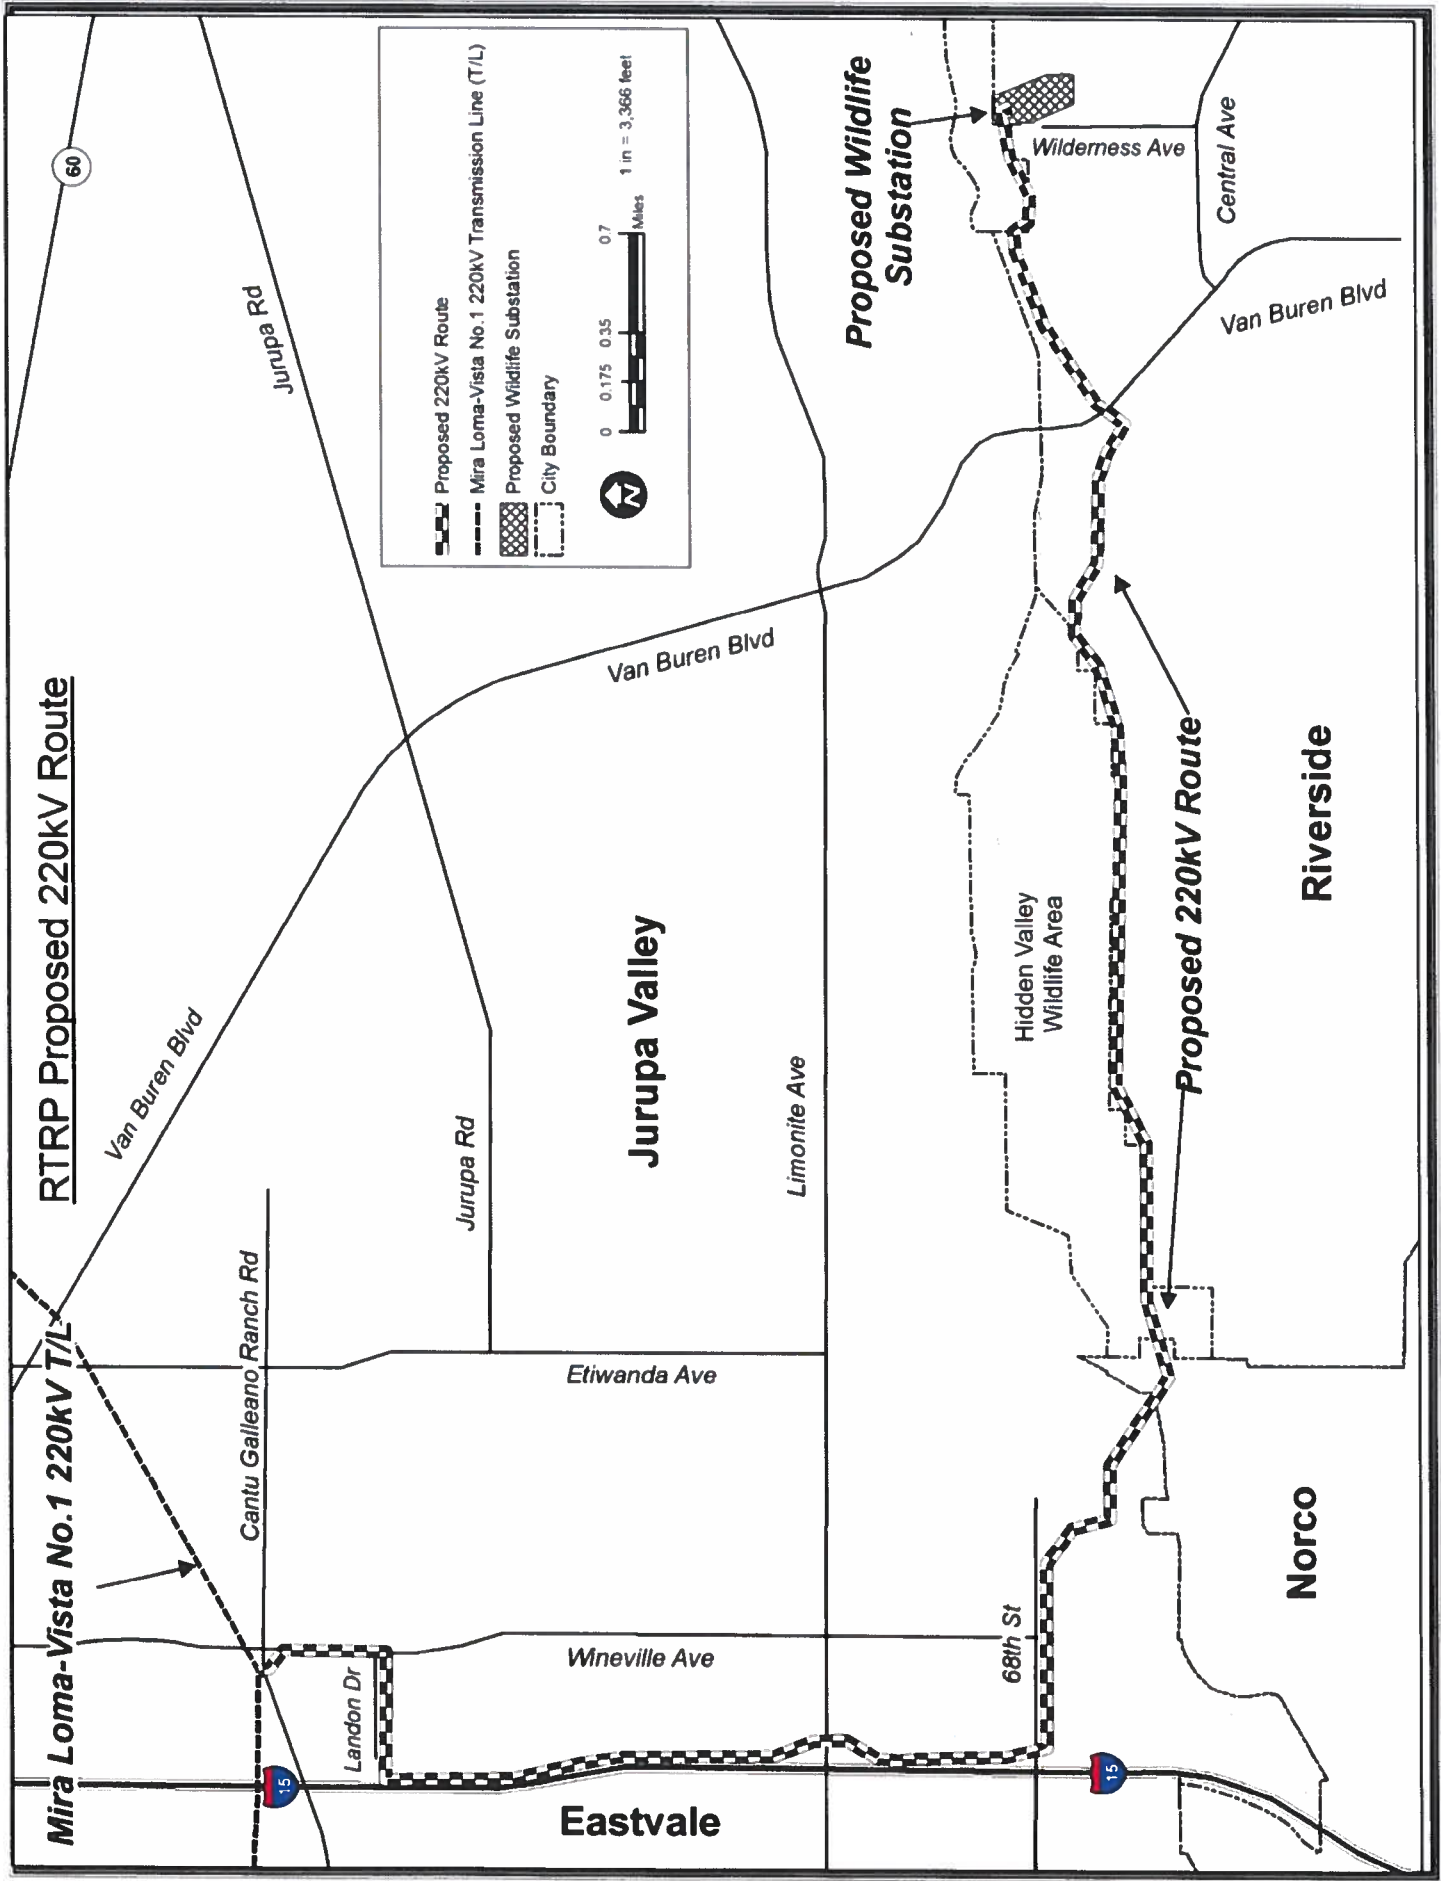 RTRP Proposed 220kV Route
Mira Loma-Vista No.1 220kV T/L
Van Buren Blvd
Cantu Galleano Ranch Rd
Jurupa Rd
60
Jurupa Rd
Proposed 220kV Route
Mira Loma-Vista No.1 220kV Transmission Line (T/L)
Proposed Wildlife Substation
City Boundary
N
0 0.175 0.35 0.7
Miles
1 in = 3,366 feet
15
Landon Dr
Wineville Ave
Etiwanda Ave
Jurupa Valley
Van Buren Blvd
Limonite Ave
Eastvale
68th St
Hidden Valley
Wildlife Area
Proposed Wildlife
Substation
Wilderness Ave
Central Ave
Van Buren Blvd
15
Proposed 220kV Route
Norco
Riverside